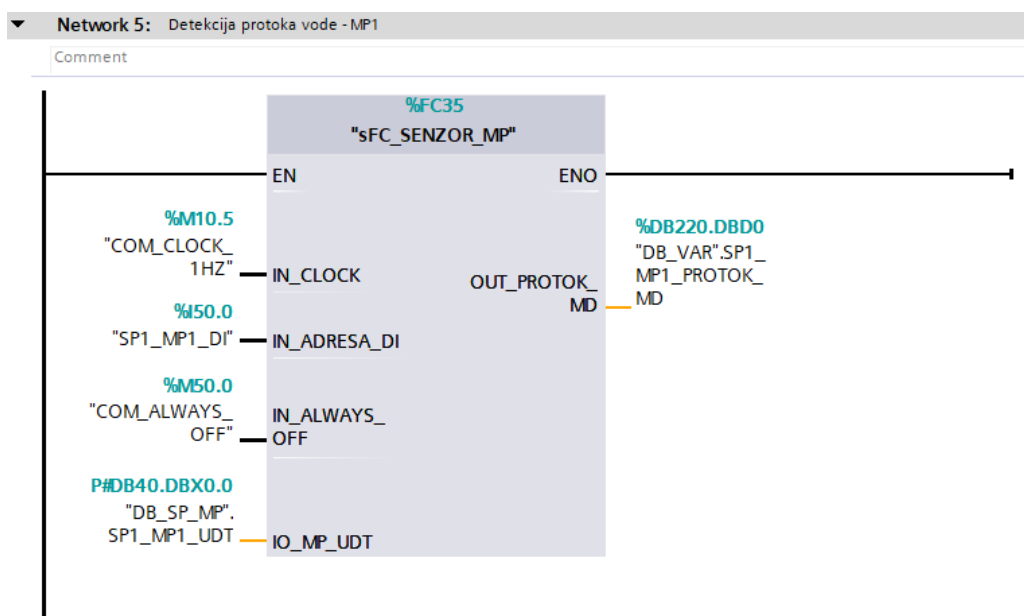 Network 5: Detekcija protoka vode - MP1
Comment
%FC35
"sFC_SENZOR_MP"
EN
ENO
%M10.5
"COM_CLOCK_
1HZ"
IN_CLOCK
%I50.0
"SP1_MP1_DI"
IN_ADRESA_DI
%M50.0
"COM_ALWAYS_
OFF"
IN_ALWAYS_
OFF
P#DB40.DBX0.0
"DB_SP_MP".
SP1_MP1_UDT
IO_MP_UDT
OUT_PROTOK_
MD
%DB220.DBD0
"DB_VAR".SP1_
MP1_PROTOK_
MD